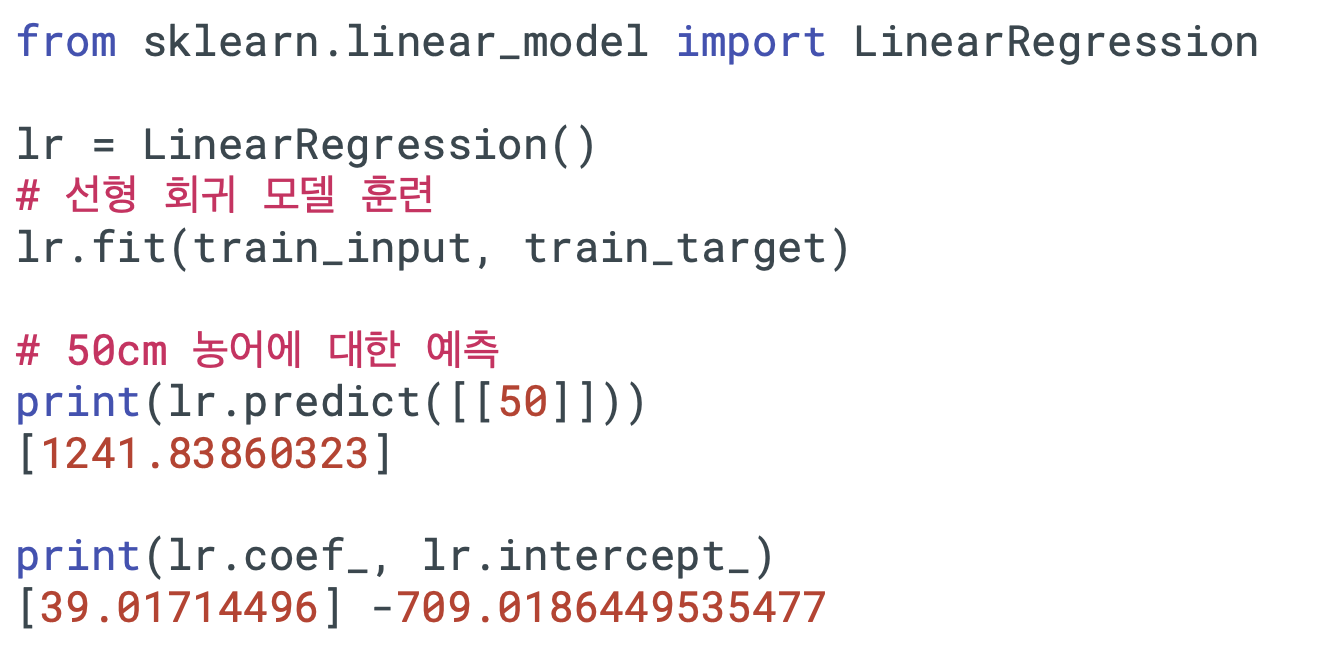 from sklearn.linear_model import LinearRegression
lr = LinearRegression()
# 선형 회귀 모델 훈련
lr.fit(train_input, train_target)
# 50cm 농어에 대한 예측
print(lr.predict([[50]]))
[1241.83860323]
print(lr.coef_, lr.intercept_)
[39.01714496] -709.0186449535477